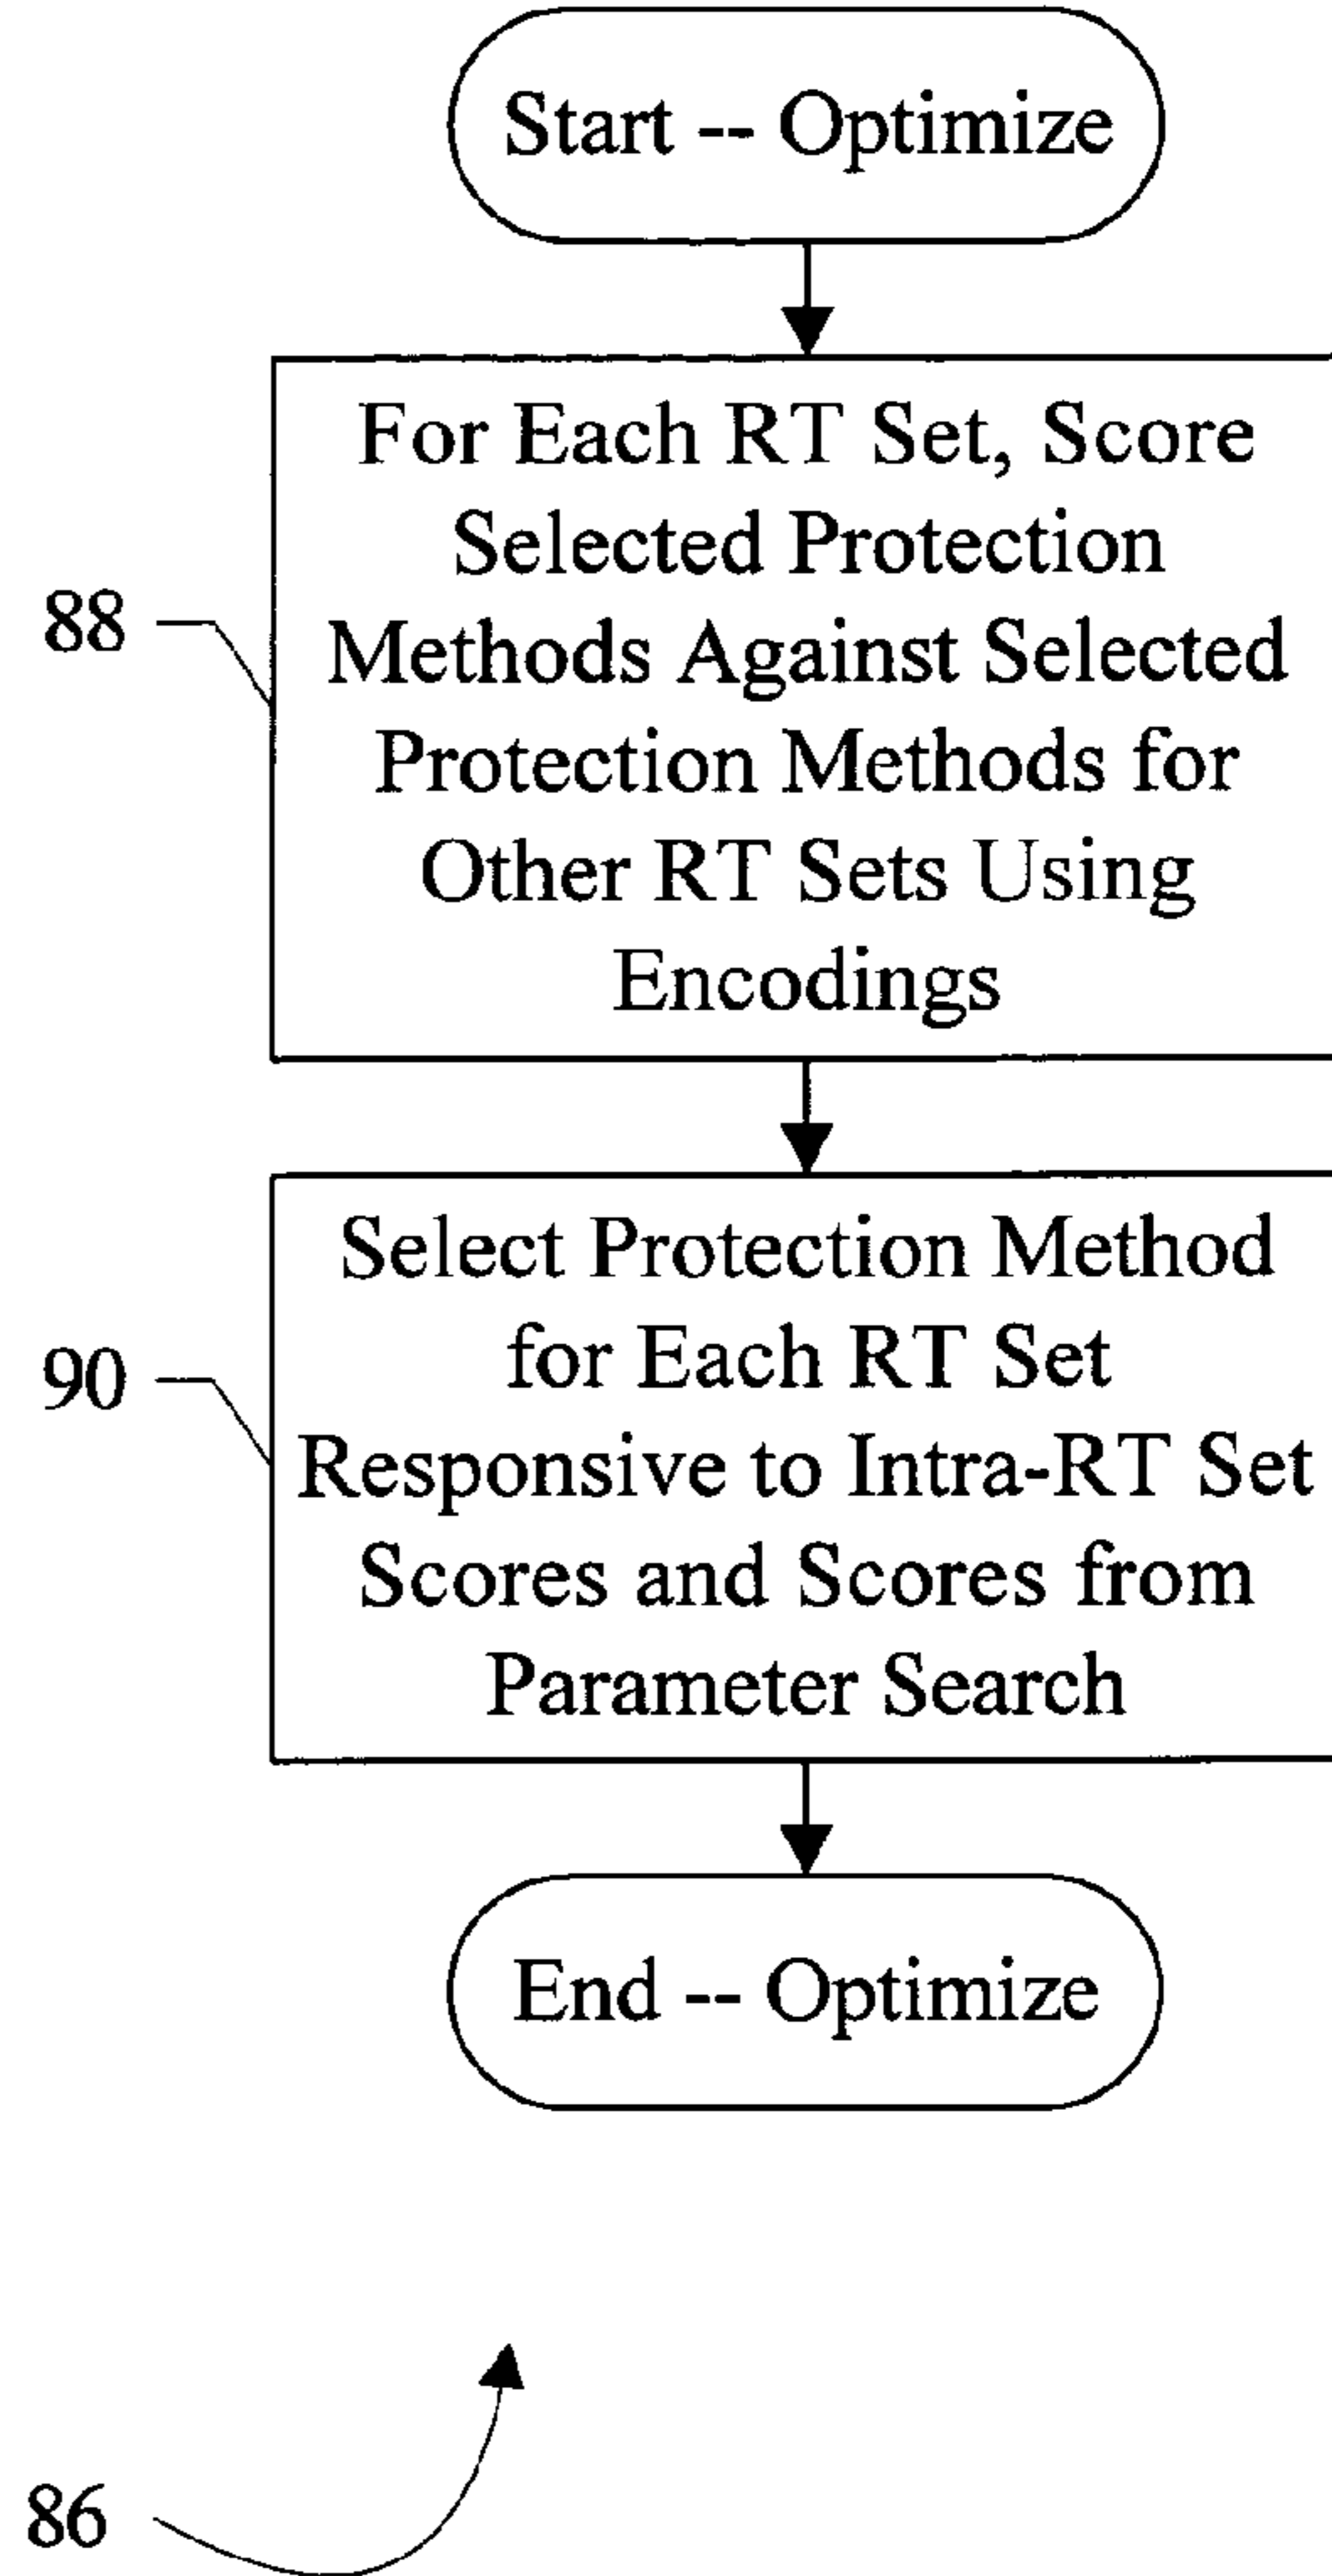 Start -- Optimize
For Each RT Set, Score
Selected Protection
88
Methods Against Selected
Protection Methods for
Other RT Sets Using
Encodings
Select Protection Method
for Each RT Set
90
Responsive to Intra-RT Set
Scores and Scores from
Parameter Search
End -- Optimize
86